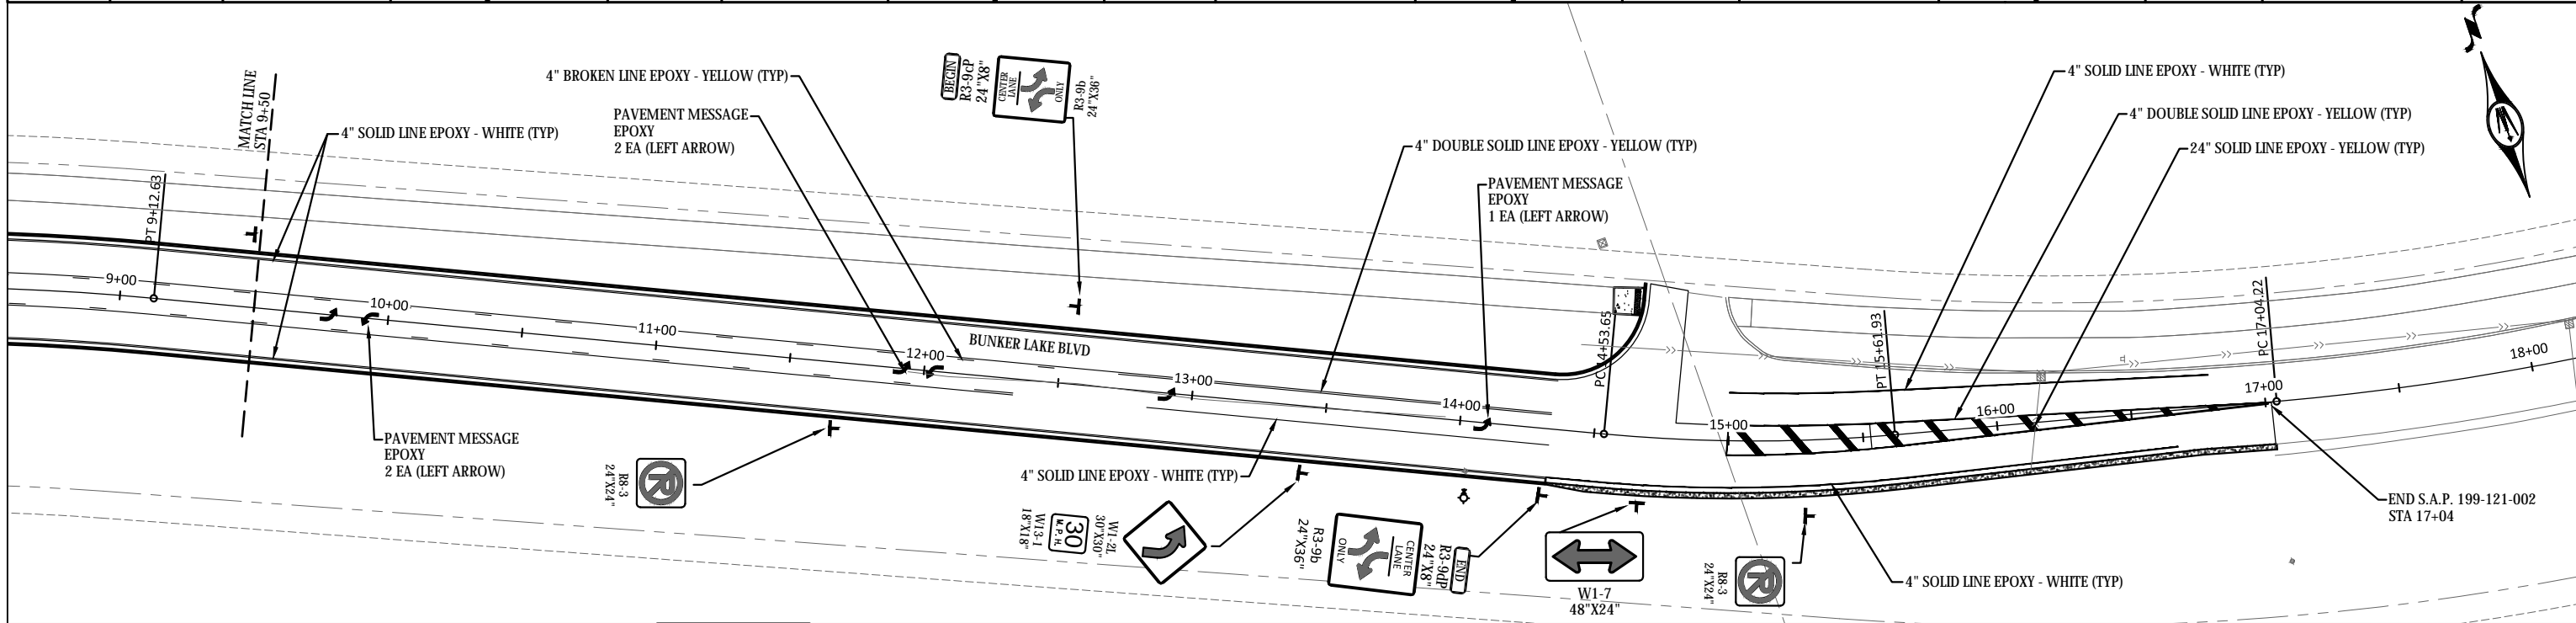 MATCH LINE
STA 9+50
PT 9+12.63
4" SOLID LINE EPOXY - WHITE (TYP)
4" BROKEN LINE EPOXY - YELLOW (TYP)
PAVEMENT MESSAGE
EPOXY
2 EA (LEFT ARROW)
BEGIN
R3-9cP
24"X8"
CENTER
LANE
ONLY
R3-9b
24"X36"
4" DOUBLE SOLID LINE EPOXY - YELLOW (TYP)
PAVEMENT MESSAGE
EPOXY
1 EA (LEFT ARROW)
4" SOLID LINE EPOXY - WHITE (TYP)
4" DOUBLE SOLID LINE EPOXY - YELLOW (TYP)
24" SOLID LINE EPOXY - YELLOW (TYP)
N
9+00
10+00
11+00
12+00
13+00
14+00
15+00
16+00
17+00
18+00
BUNKER LAKE BLVD
PC 14+53.65
PT 15+61.93
PC 17+04.22
PAVEMENT MESSAGE
EPOXY
2 EA (LEFT ARROW)
R8-3
24"X24"
P
4" SOLID LINE EPOXY - WHITE (TYP)
W1-2L
30"X30"
W13-1
18"X18"
30
M.P.H.
R3-9b
24"X36"
CENTER
LANE
ONLY
END
R3-9dP
24"X8"
W1-7
48"X24"
R8-3
24"X24"
P
4" SOLID LINE EPOXY - WHITE (TYP)
END S.A.P. 199-121-002
STA 17+04